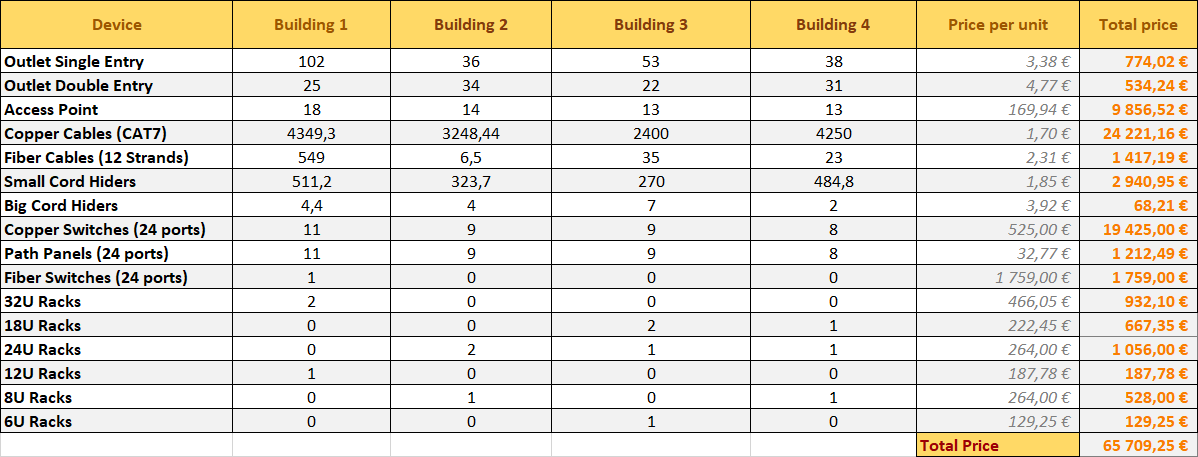 Device Building 1 Building 2 Building 3 Building 4 Price per unit Total price
Outlet Single Entry 102 36 53 38 3,38 € 774,02 €
Outlet Double Entry 25 34 22 31 4,77 € 534,24 €
Access Point 18 14 13 13 169,94 € 9 856,52 €
Copper Cables (CAT7) 4349,3 3248,44 2400 4250 1,70 € 24 221,16 €
Fiber Cables (12 Strands) 549 6,5 35 23 2,31 € 1 417,19 €
Small Cord Hiders 511,2 323,7 270 484,8 1,85 € 2 940,95 €
Big Cord Hiders 4,4 4 7 2 3,92 € 68,21 €
Copper Switches (24 ports) 11 9 9 8 525,00 € 19 425,00 €
Path Panels (24 ports) 11 9 9 8 32,77 € 1 212,49 €
Fiber Switches (24 ports) 1 0 0 0 1 759,00 € 1 759,00 €
32U Racks 2 0 0 0 466,05 € 932,10 €
18U Racks 0 0 2 1 222,45 € 667,35 €
24U Racks 0 2 1 1 264,00 € 1 056,00 €
12U Racks 1 0 0 0 187,78 € 187,78 €
8U Racks 0 1 0 1 264,00 € 528,00 €
6U Racks 0 0 1 0 129,25 € 129,25 €
Total Price 65 709,25 €